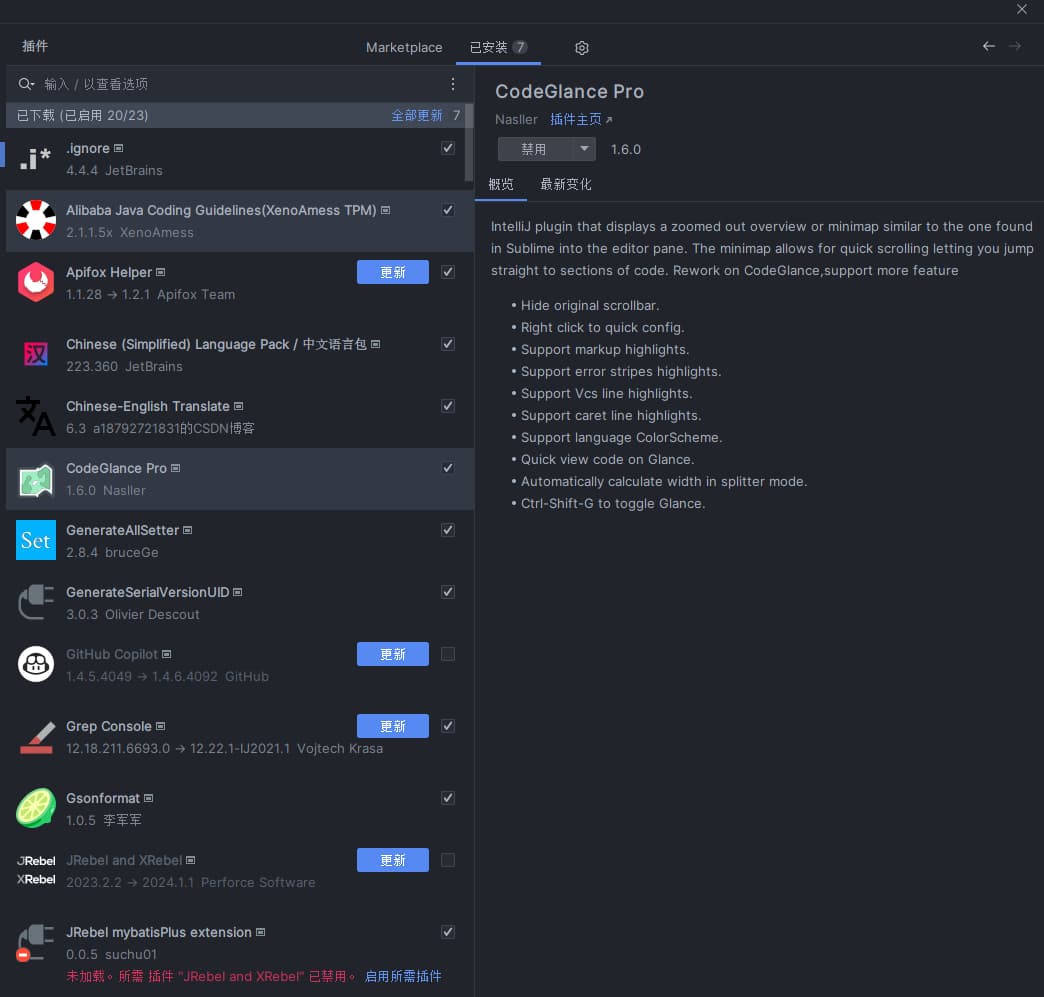 插件
Marketplace
已安装 7
输入 / 以查看选项
已下载 (已启用 20/23)
全部更新 7
.i*
.ignore
4.4.4 JetBrains
Alibaba Java Coding Guidelines(XenoAmess TPM)
2.1.1.5x XenoAmess
Apifox Helper
更新
1.1.28 → 1.2.1 Apifox Team
汉
Chinese (Simplified) Language Pack / 中文语言包
223.360 JetBrains
文A
Chinese-English Translate
6.3 a18792721831的CSDN博客
CodeGlance Pro
1.6.0 Nasller
Set
GenerateAllSetter
2.8.4 bruceGe
GenerateSerialVersionUID
3.0.3 Olivier Descout
GitHub Copilot
更新
1.4.5.4049 → 1.4.6.4092 GitHub
Grep Console
更新
12.18.211.6693.0 → 12.22.1-IJ2021.1 Vojtech Krasa
Gsonformat
1.0.5 李军军
JRebel
XRebel
JRebel and XRebel
更新
2023.2.2 → 2024.1.1 Perforce Software
JRebel mybatisPlus extension
0.0.5 suchu01
未加载。所需 插件 "JRebel and XRebel" 已禁用。 启用所需插件
CodeGlance Pro
Nasller 插件主页↗
禁用 1.6.0
概览 最新变化
IntelliJ plugin that displays a zoomed out overview or minimap similar to the one found
in Sublime into the editor pane. The minimap allows for quick scrolling letting you jump
straight to sections of code. Rework on CodeGlance,support more feature
• Hide original scrollbar.
• Right click to quick config.
• Support markup highlights.
• Support error stripes highlights.
• Support Vcs line highlights.
• Support caret line highlights.
• Support language ColorScheme.
• Quick view code on Glance.
• Automatically calculate width in splitter mode.
• Ctrl-Shift-G to toggle Glance.